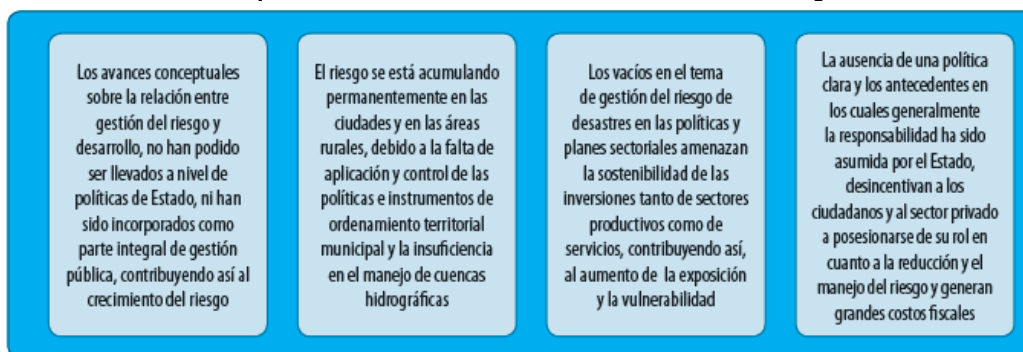 Los avances conceptuales
sobre la relación entre
gestión del riesgo y
desarrollo, no han podido
ser llevados a nivel de
políticas de Estado, ni han
sido incorporados como
parte integral de gestión
pública, contribuyendo así al
crecimiento del riesgo
El riesgo se está acumulando
permanentemente en las
ciudades y en las áreas
rurales, debido a la falta de
aplicación y control de las
políticas e instrumentos de
ordenamiento territorial
municipal y la insuficiencia
en el manejo de cuencas
hidrográficas
Los vacíos en el tema
de gestión del riesgo de
desastres en las políticas y
planes sectoriales amenazan
la sostenibilidad de las
inversiones tanto de sectores
productivos como de
servicios, contribuyendo así,
al aumento de la exposición
y la vulnerabilidad
La ausencia de una política
clara y los antecedentes en
los cuales generalmente
la responsabilidad ha sido
asumida por el Estado,
desincentivan a los
ciudadanos y al sector privado
a posesionarse de su rol en
cuanto a la reducción y el
manejo del riesgo y generan
grandes costos fiscales